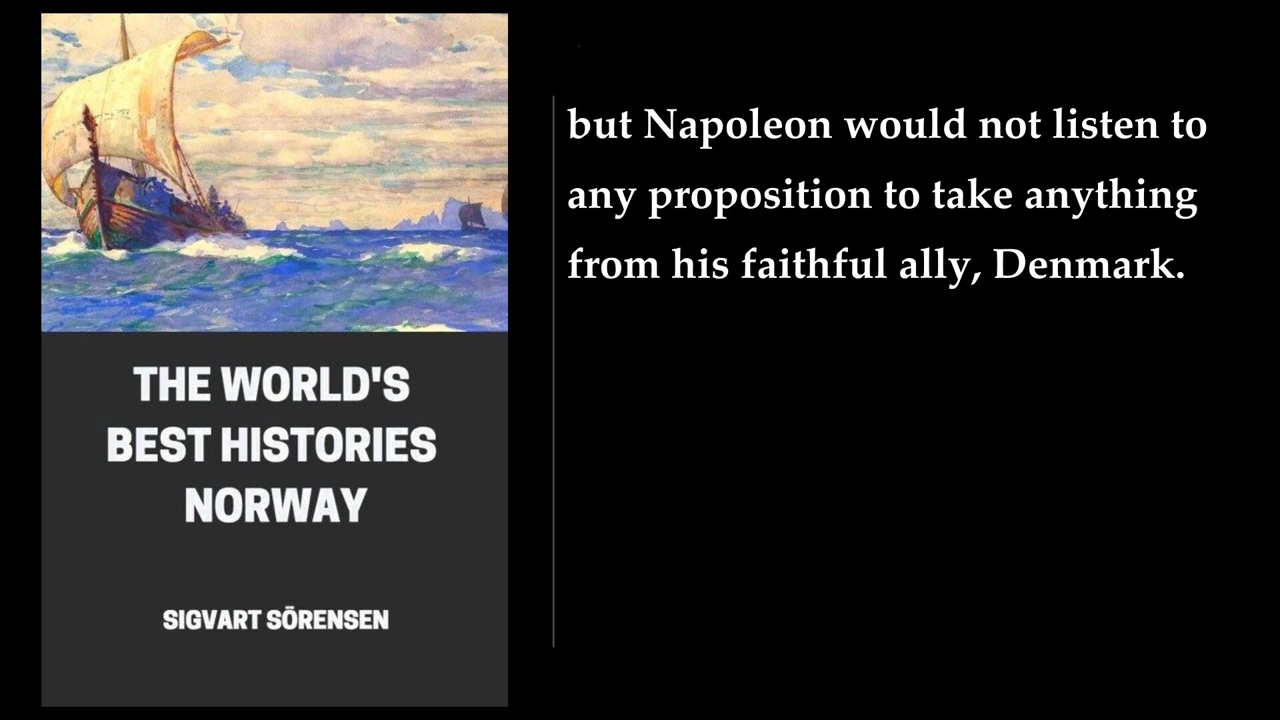 but Napoleon would not listen to
any proposition to take anything
from his faithful ally, Denmark.
THE WORLD'S
BEST HISTORIES
NORWAY
SIGVART SÖRENSEN